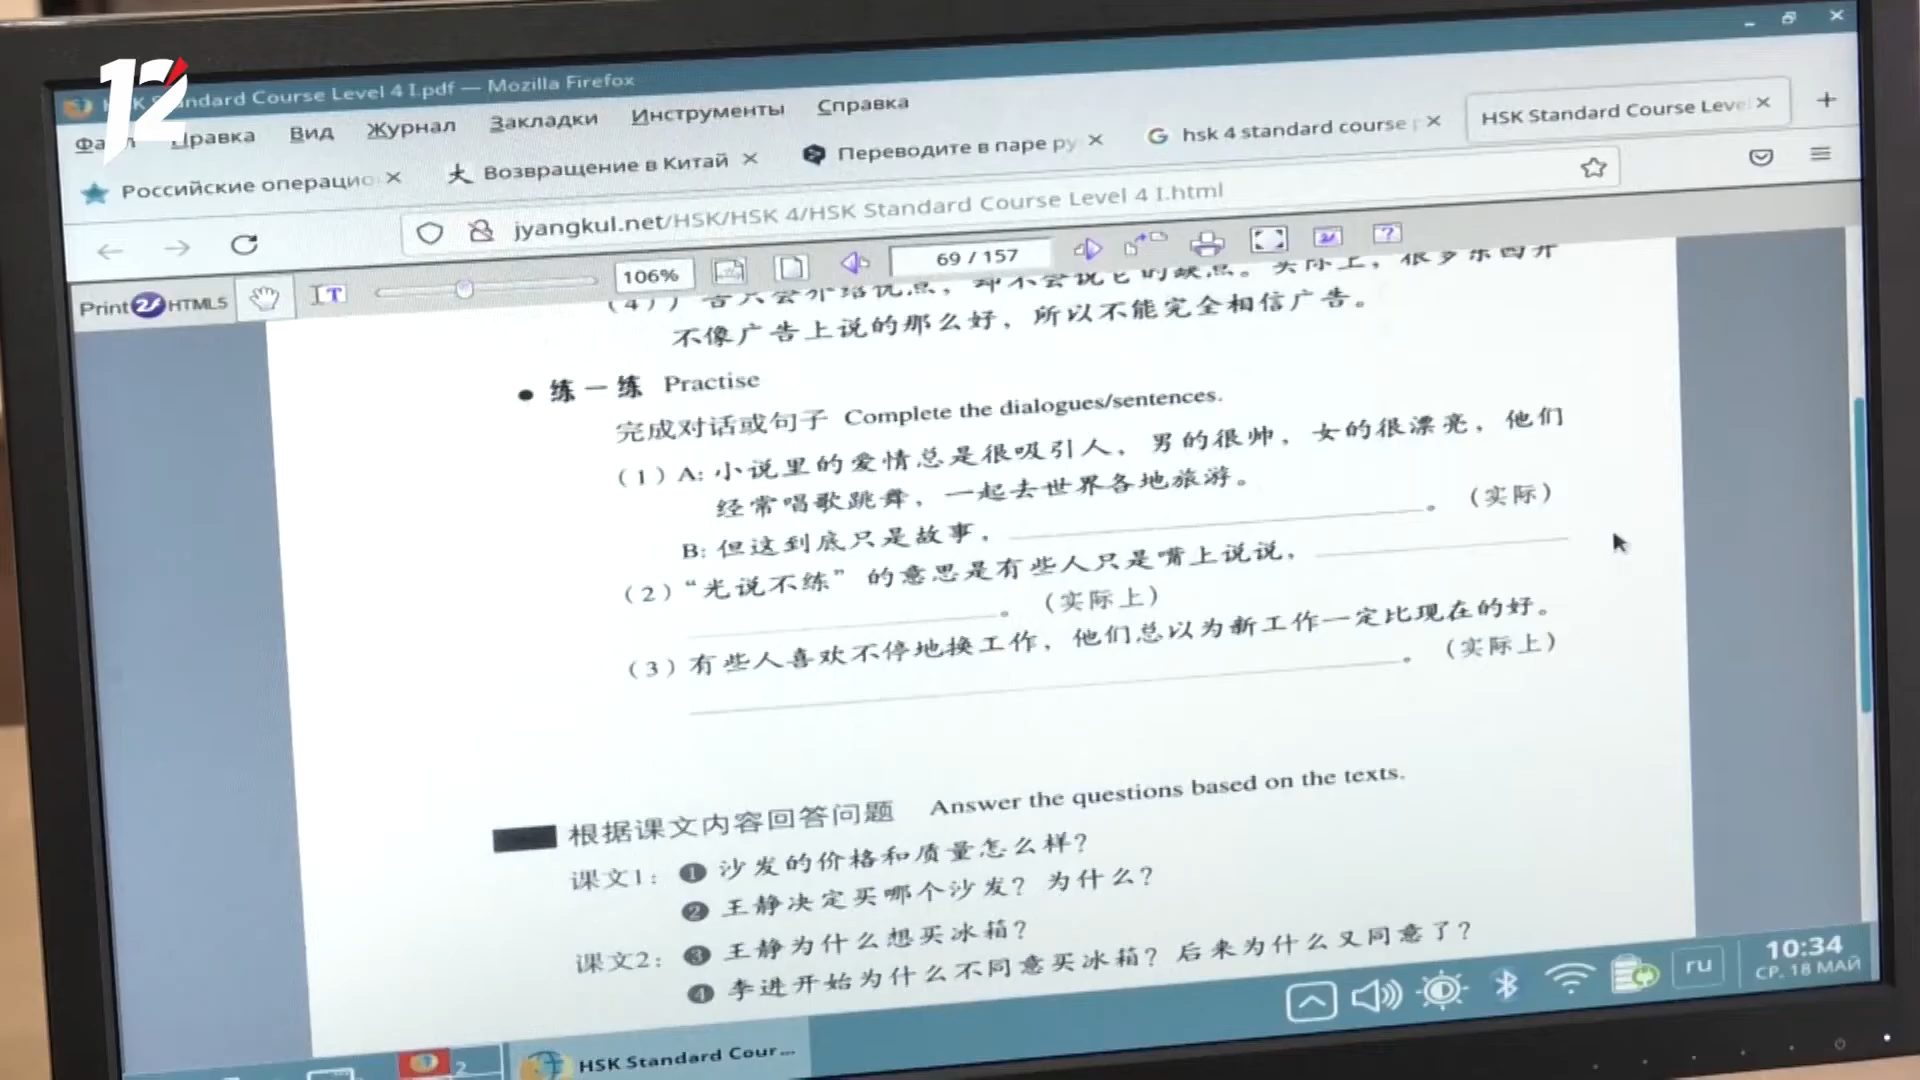 12
HSK Standard Course Level 4 I.pdf — Mozilla Firefox
Файл Правка Вид Журнал Закладки Инструменты Справка
Российские операцио Возвращение в Китай Переводите в паре ру hsk 4 standard course HSK Standard Course Leve
jyangkul.net/HSK/HSK 4/HSK Standard Course Level 4 I.html
Print 2 HTML5 106% 69 / 157
不像广告上说的那么好，所以不能完全相信广告。
● 练一练 Practise
完成对话或句子 Complete the dialogues/sentences.
（1）A: 小说里的爱情总是很吸引人，男的很帅，女的很漂亮，他们
经常唱歌跳舞，一起去世界各地旅游。
B: 但这到底只是故事，。（实际）
（2）“光说不练”的意思是有些人只是嘴上说说，
。（实际上）
（3）有些人喜欢不停地换工作，他们总以为新工作一定比现在的好。
。（实际上）
根据课文内容回答问题 Answer the questions based on the texts.
课文1： ❶ 沙发的价格和质量怎么样？
❷ 王静决定买哪个沙发？为什么？
课文2： ❸ 王静为什么想买冰箱？
❹ 李进开始为什么不同意买冰箱？后来为什么又同意了？
ru 10:34
СР. 18 МАЙ
2 HSK Standard Cour...